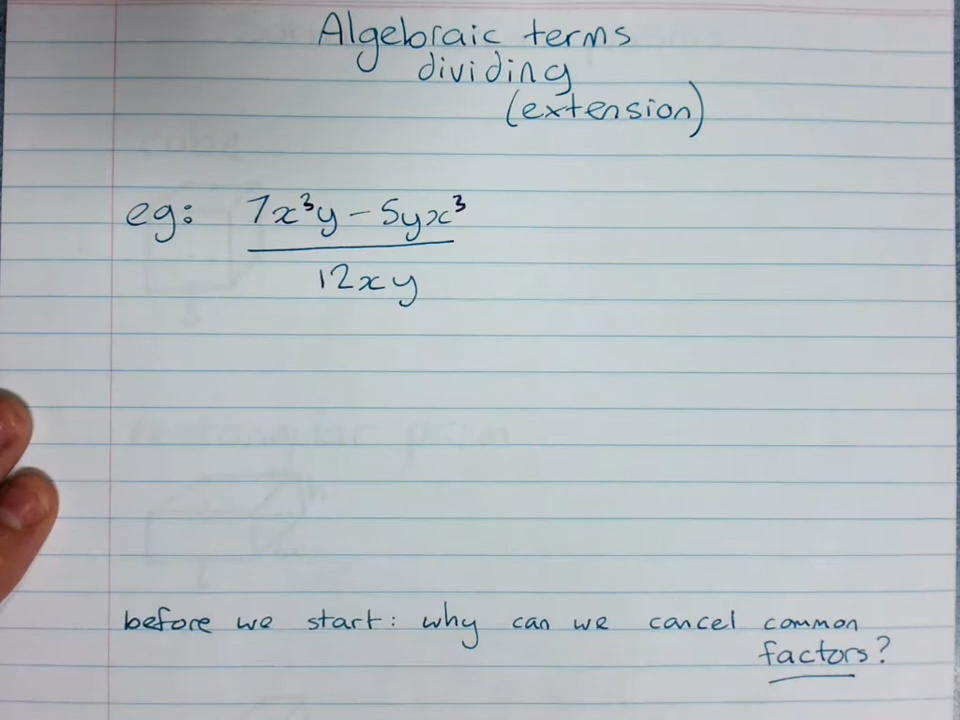 Algebraic terms
dividing
(extension)
eg: 7x³y - 5yx³
12xy
before we start: why can we cancel common
factors?